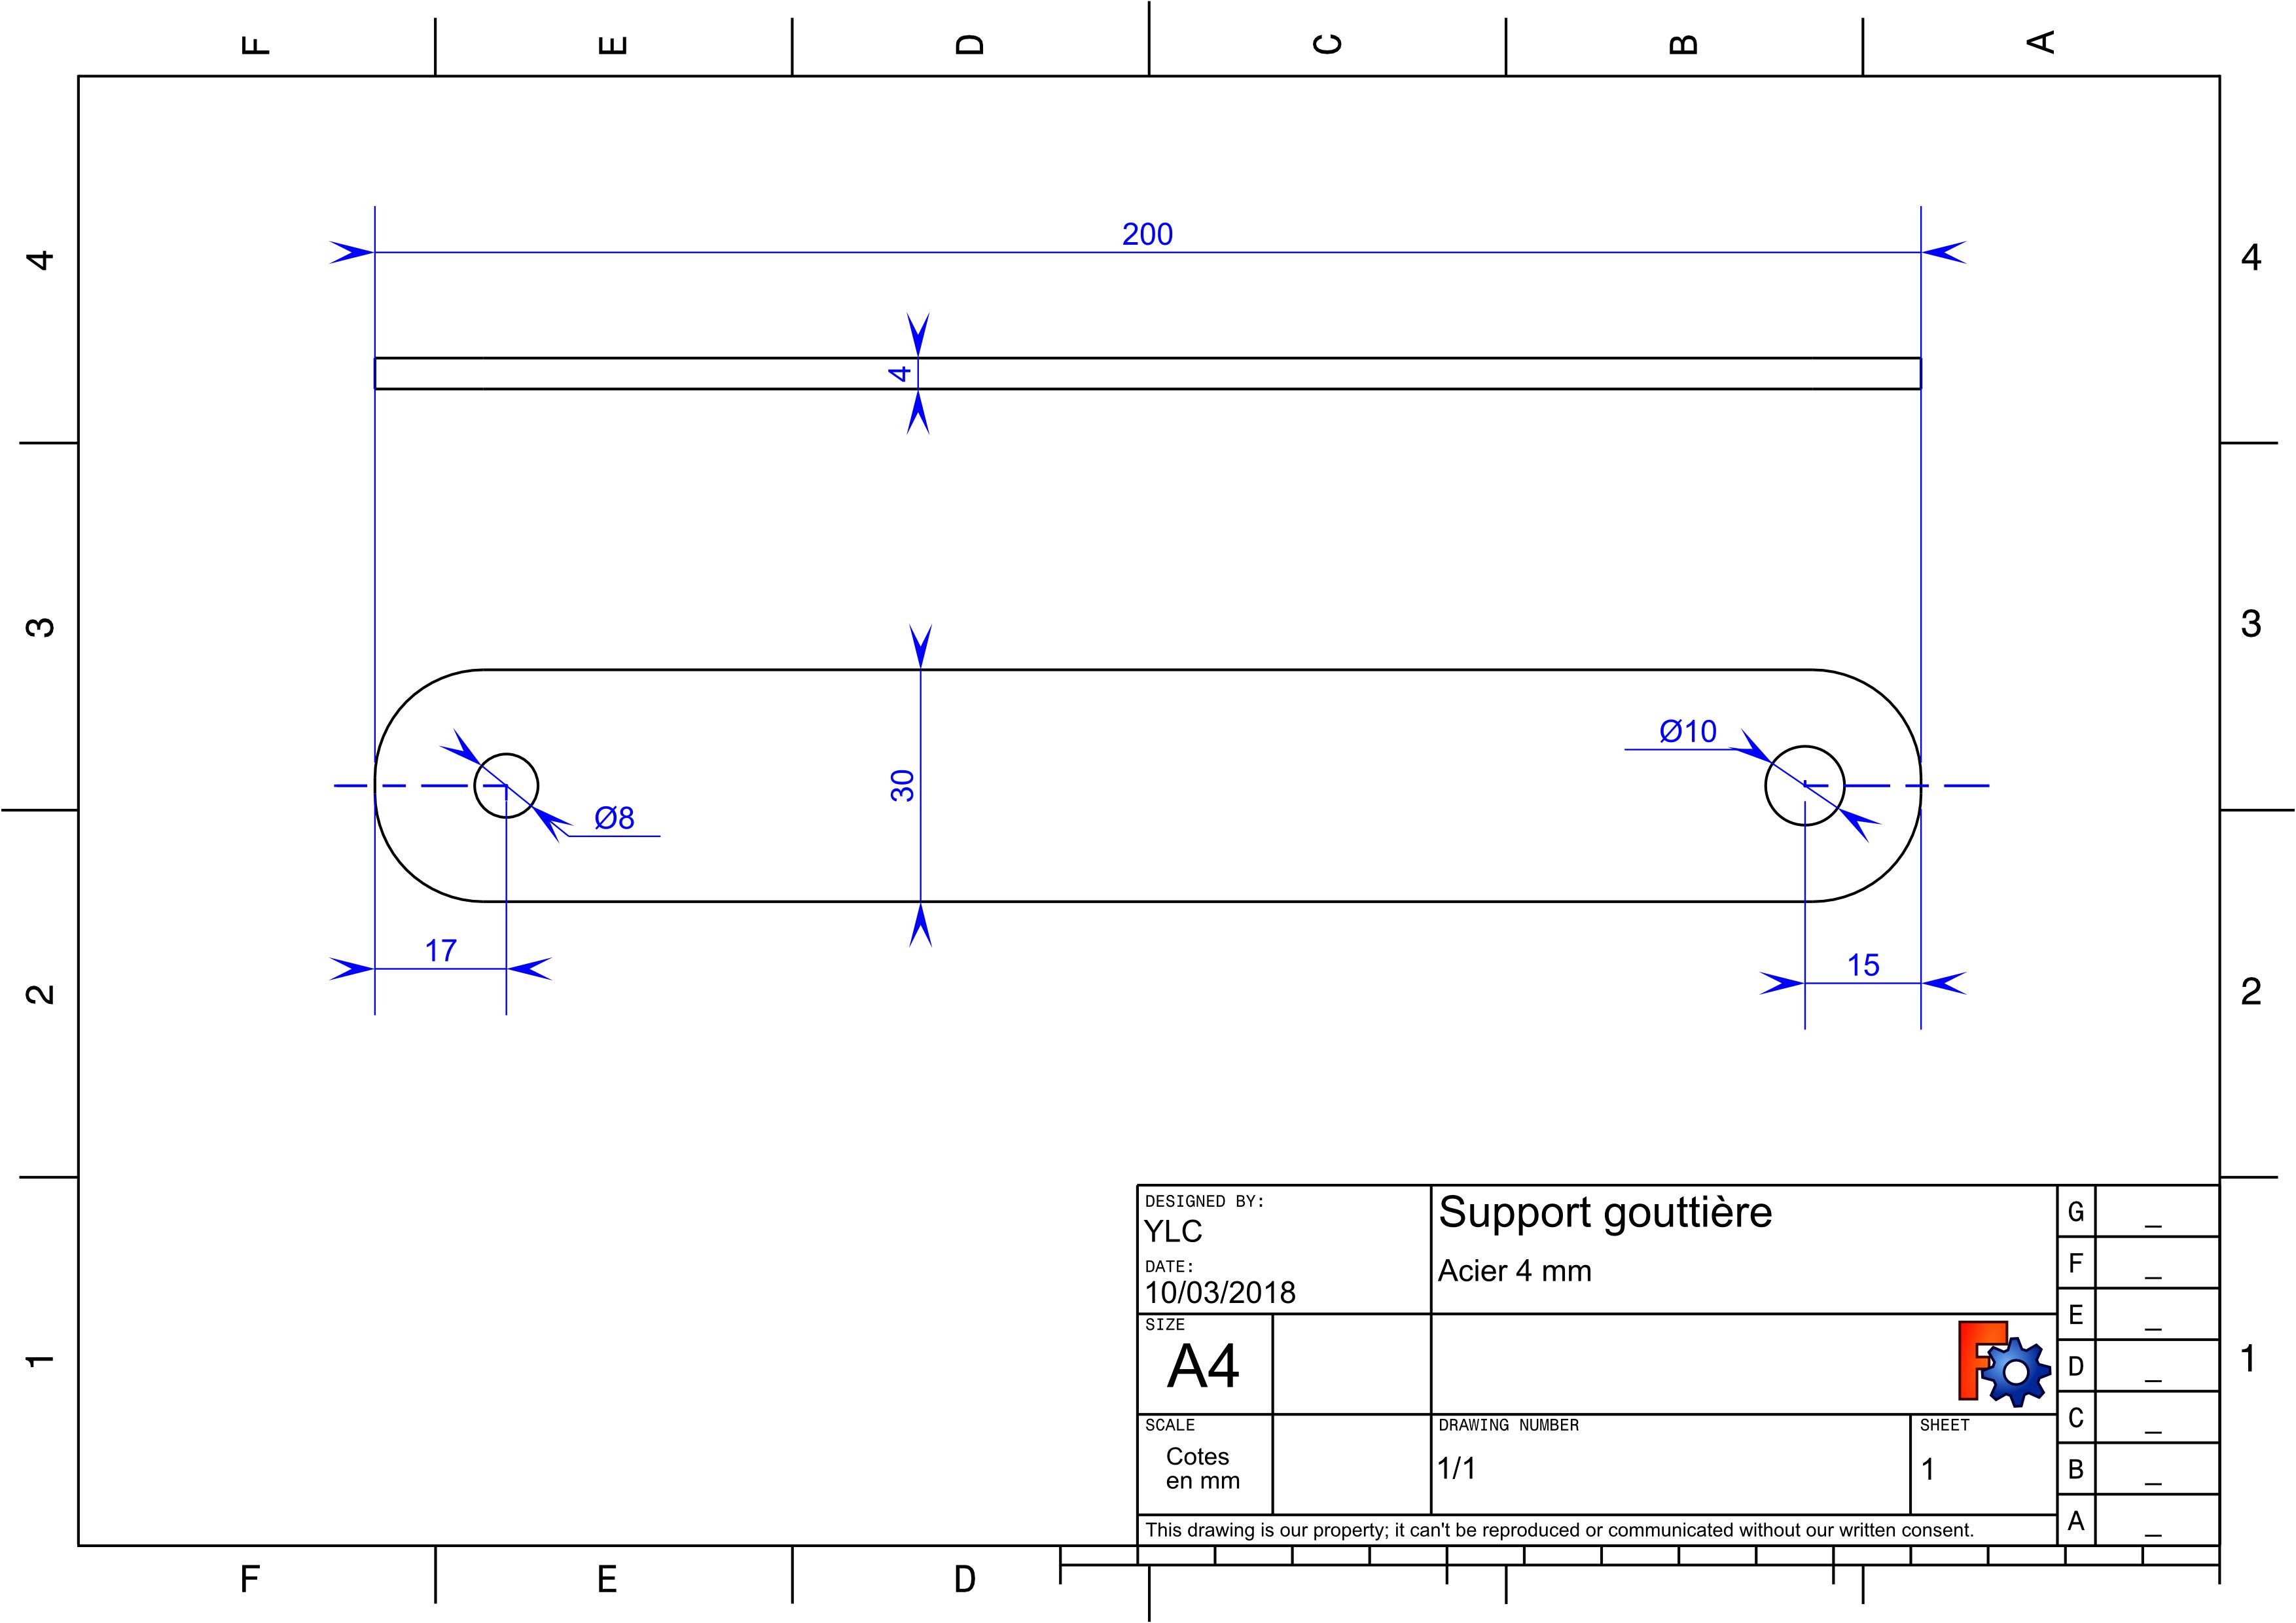 F E D C B A
4 4
200
4
3 3
Ø10
30
Ø8
17
15
2 2
DESIGNED BY:
YLC
DATE:
10/03/2018
Support gouttière
Acier 4 mm
G _
F _
E _
D _
C _
B _
A _
SIZE
A4
1 1
SCALE
Cotes
en mm
DRAWING NUMBER
1/1
SHEET
1
This drawing is our property; it can't be reproduced or communicated without our written consent.
F E D